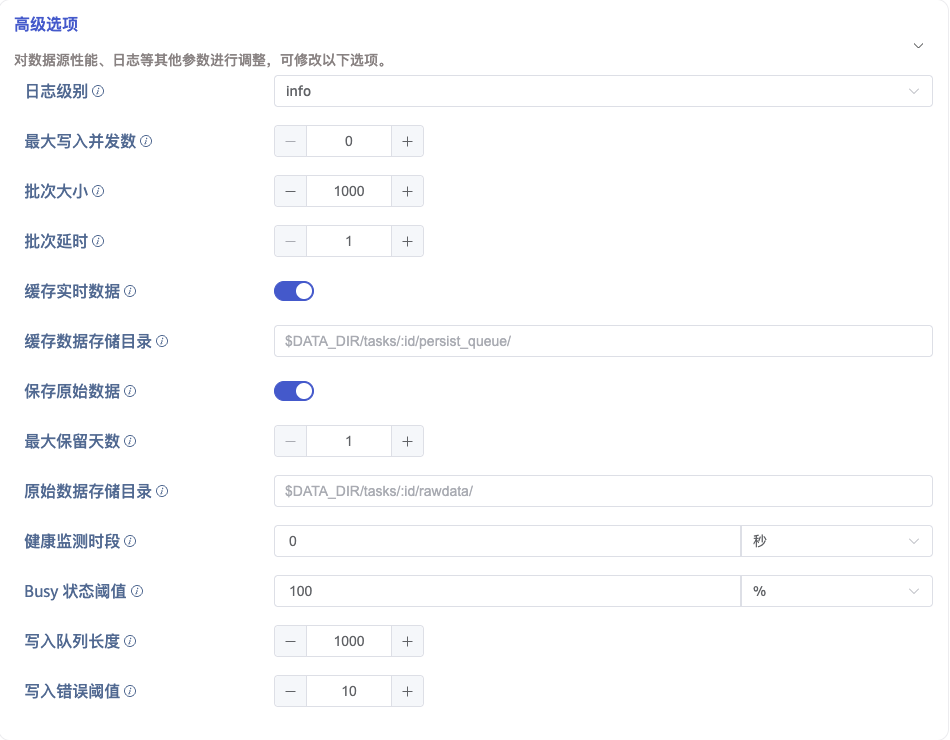 高级选项
对数据源性能、日志等其他参数进行调整，可修改以下选项。
日志级别 info
最大写入并发数 0
批次大小 1000
批次延时 1
缓存实时数据
缓存数据存储目录 $DATA_DIR/tasks/:id/persist_queue/
保存原始数据
最大保留天数 1
原始数据存储目录 $DATA_DIR/tasks/:id/rawdata/
健康监测时段 0 秒
Busy 状态阈值 100 %
写入队列长度 1000
写入错误阈值 10